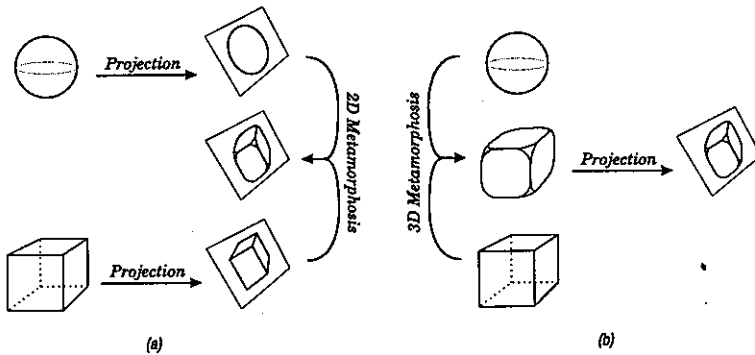 Projection
2D Metamorphosis
Projection
(a)
3D Metamorphosis
Projection
(b)